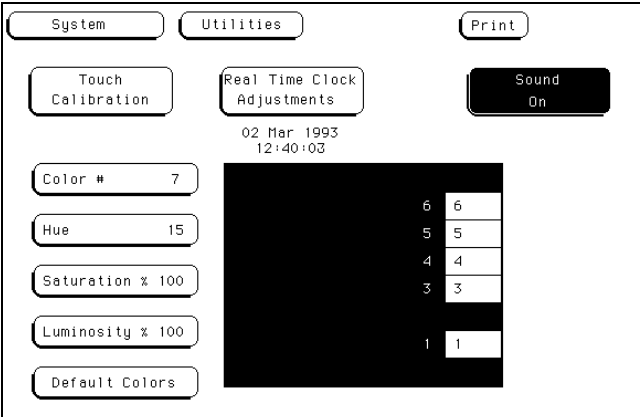 System Utilities Print
Touch Calibration
Real Time Clock Adjustments
Sound On
02 Mar 1993
12:40:03
Color # 7
Hue 15
Saturation % 100
Luminosity % 100
Default Colors
6 6
5 5
4 4
3 3
1 1